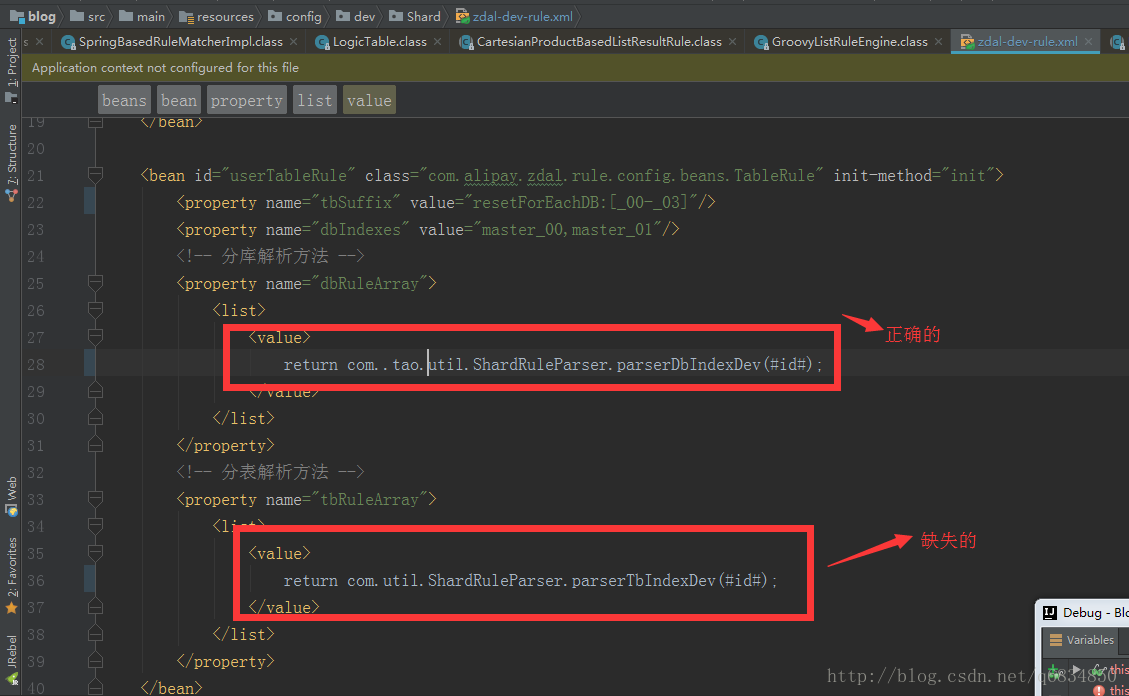 blog src main resources config dev Shard zdal-dev-rule.xml
s SpringBasedRuleMatcherImpl.class LogicTable.class CartesianProductBasedListResultRule.class GroovyListRuleEngine.class zdal-dev-rule.xml
Application context not configured for this file
beans bean property list value
1: Project
7: Structure
Web
2: Favorites
JRebel
19 </bean>
20
21 <bean id="userTableRule" class="com.alipay.zdal.rule.config.beans.TableRule" init-method="init">
22 <property name="tbSuffix" value="resetForEachDB:[_00-_03]"/>
23 <property name="dbIndexes" value="master_00,master_01"/>
24 <!-- 分库解析方法 -->
25 <property name="dbRuleArray">
26 <list>
27 <value>
正确的
28 return com..tao.util.ShardRuleParser.parserDbIndexDev(#id#);
29 </value>
30 </list>
31 </property>
32 <!-- 分表解析方法 -->
33 <property name="tbRuleArray">
34 <list>
35 <value>
缺失的
36 return com.util.ShardRuleParser.parserTbIndexDev(#id#);
37 </value>
38 </list>
39 </property>
40 </bean>
Debug - Blo
Variables
this
this